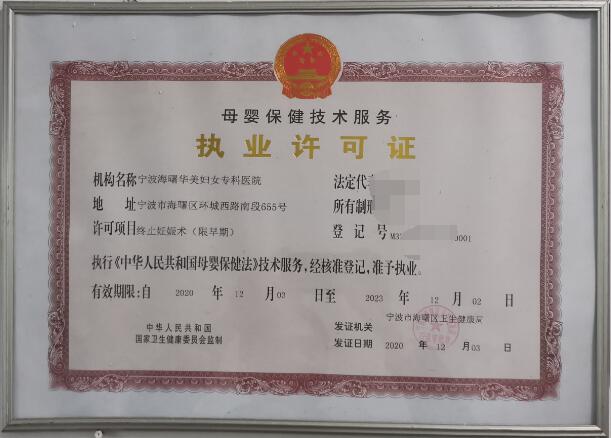 母婴保健技术服务
执业许可证
机构名称 宁波海曙华美妇女专科医院
法定代
地址 宁波市海曙区环城西路南段655号
所有制形
许可项目 终止妊娠术（限早期）
登记号 M3 0001
执行《中华人民共和国母婴保健法》技术服务，经核准登记，准予执业。
有效期限：自 2020 年 12 月 03 日至 2023 年 12 月 02 日
中华人民共和国
国家卫生健康委员会监制
发证机关 宁波市海曙区卫生健康局
发证日期 2020 年 12 月 03 日